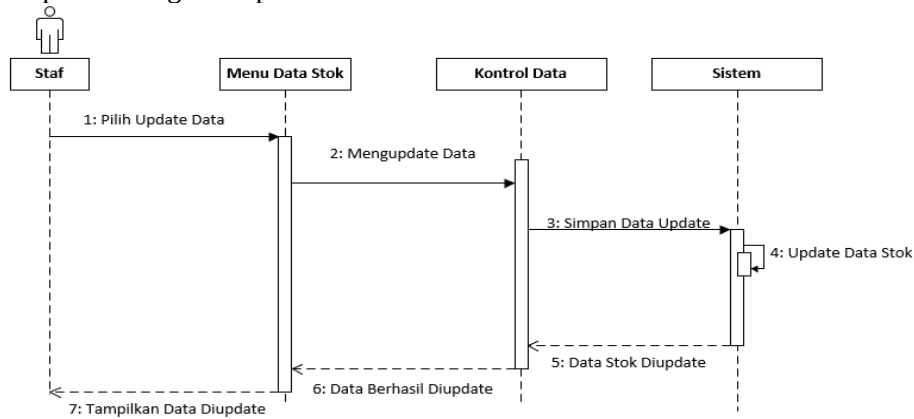 Staf
Menu Data Stok
Kontrol Data
Sistem
1: Pilih Update Data
2: Mengupdate Data
3: Simpan Data Update
4: Update Data Stok
5: Data Stok Diupdate
6: Data Berhasil Diupdate
7: Tampilkan Data Diupdate